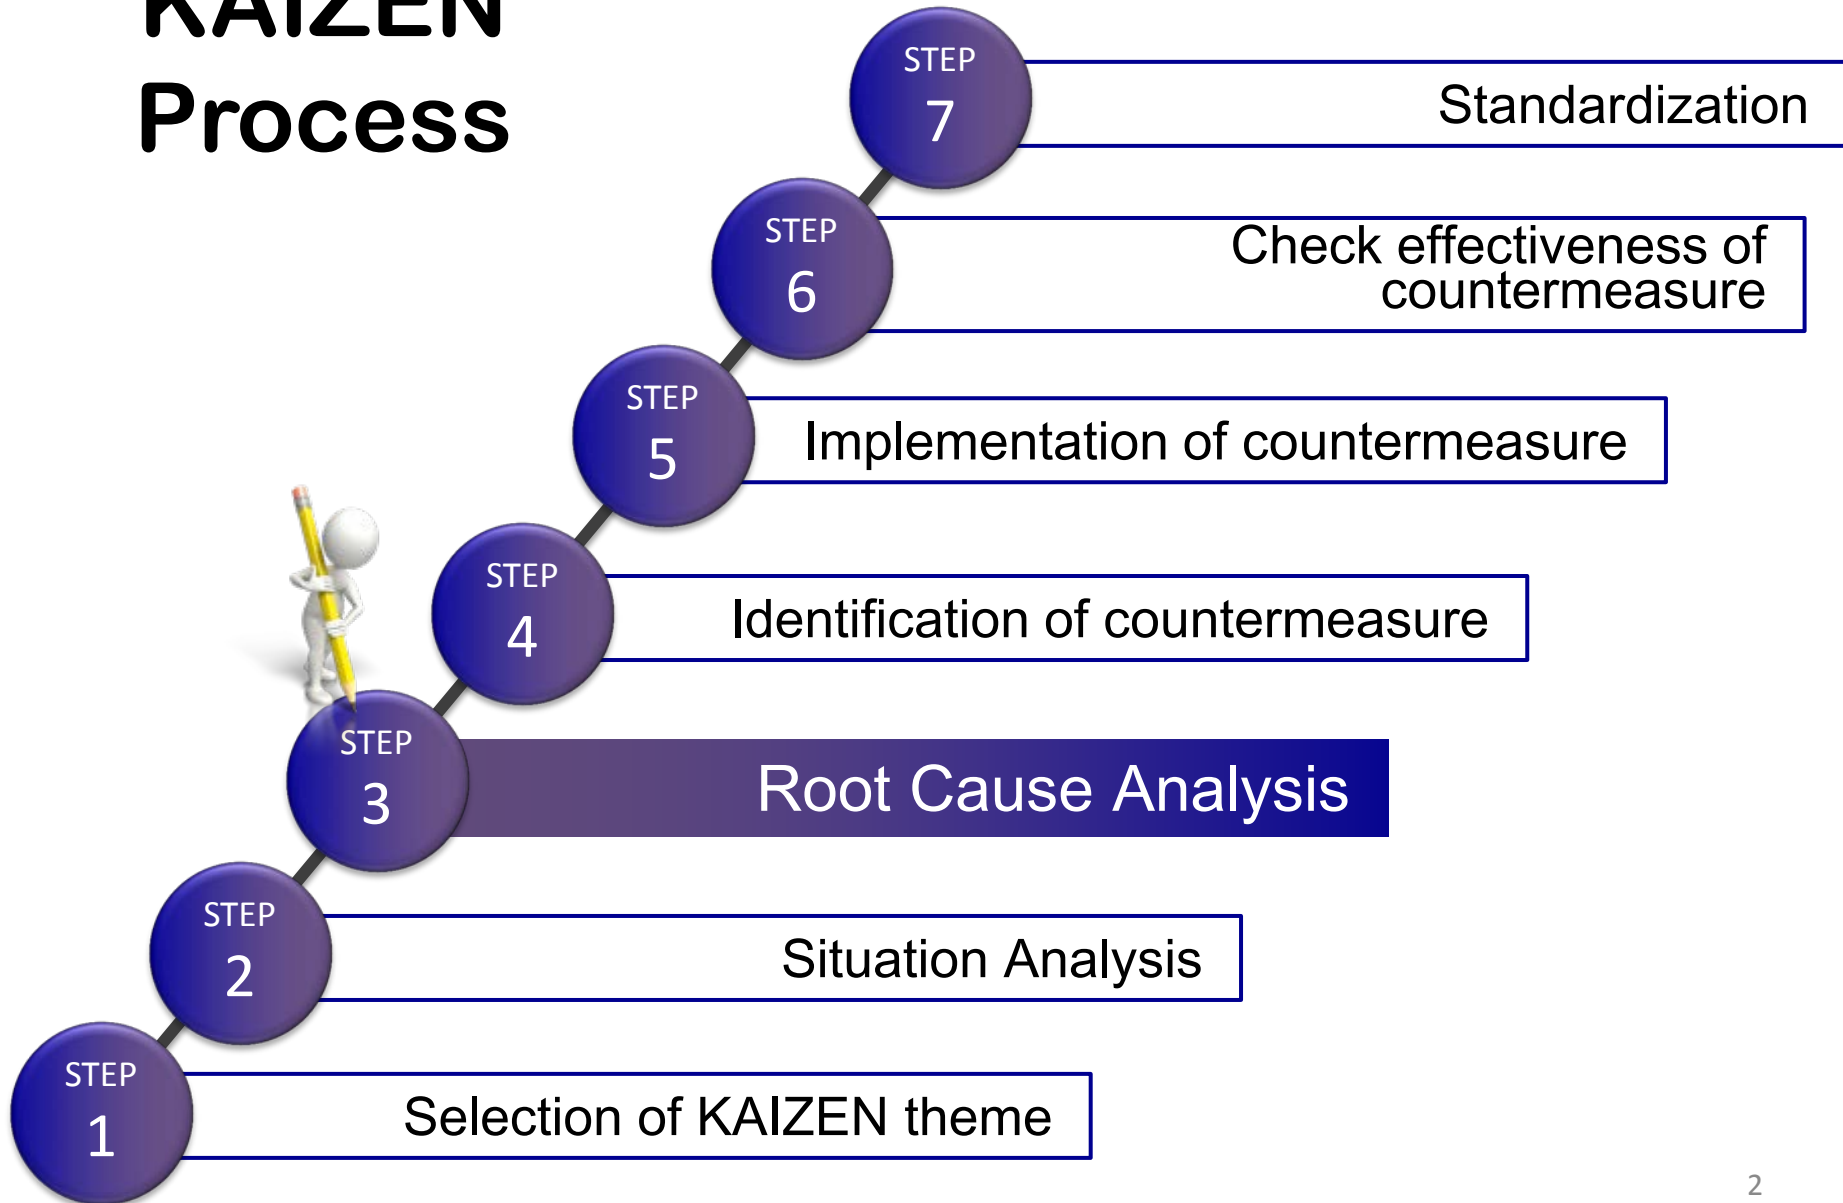 KAIZEN
Process
STEP
7
Standardization
STEP
6
Check effectiveness of
countermeasure
STEP
5
Implementation of countermeasure
STEP
4
Identification of countermeasure
STEP
3
Root Cause Analysis
STEP
2
Situation Analysis
STEP
1
Selection of KAIZEN theme
2